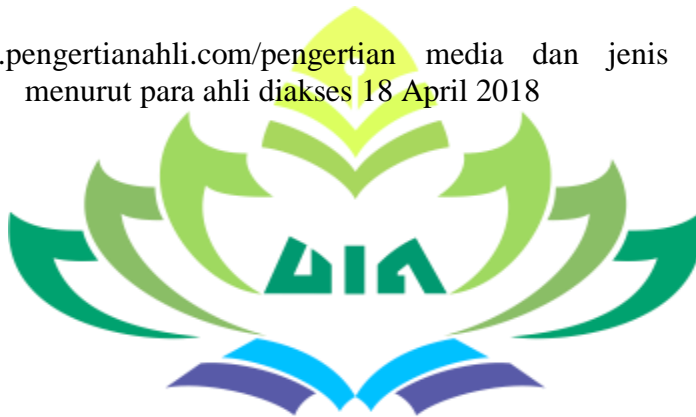 .pengertianahli.com/pengertian media dan jenis
menurut para ahli diakses 18 April 2018
UIN